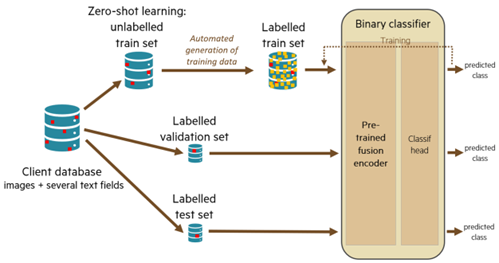 Zero-shot learning:
unlabelled
train set
Automated
generation of
training data
Labelled
train set
Binary classifier
Training
predicted
class
Client database
images + several text fields
Labelled
validation set
Pre-
trained
fusion
encoder
Classif
head
predicted
class
Labelled
test set
predicted
class